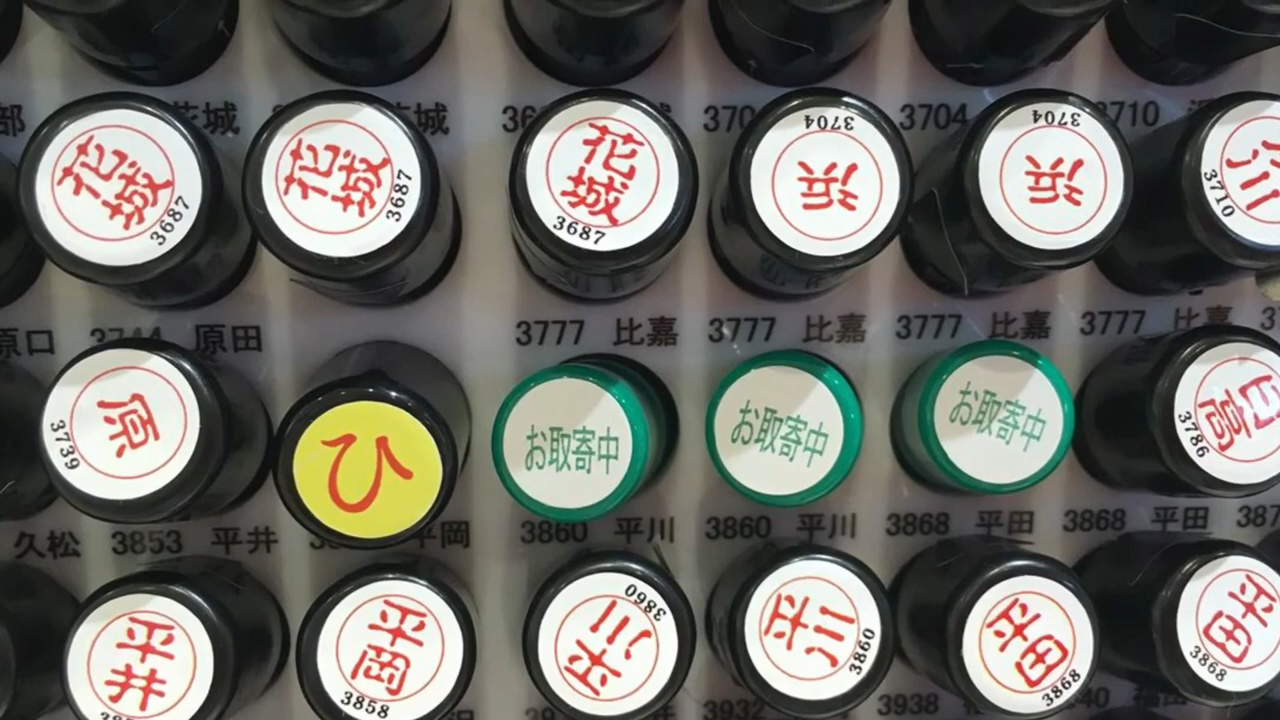 部
花城
花城
3704
3704
3710
花城
3687
花城
3687
花城
3687
3704
浜
3704
浜
川
3710
原口 3744 原田
3777 比嘉
3777 比嘉
3777 比嘉
3777 比嘉
原
3739
ひ
お取寄中
お取寄中
お取寄中
日高
3786
久松 3853 平井
平岡
3860 平川
3860 平川
3868 平田
3868 平田
平井
平岡
3858
平川
3860
平川
3860
平田
3868
平田
3868
3932
3938